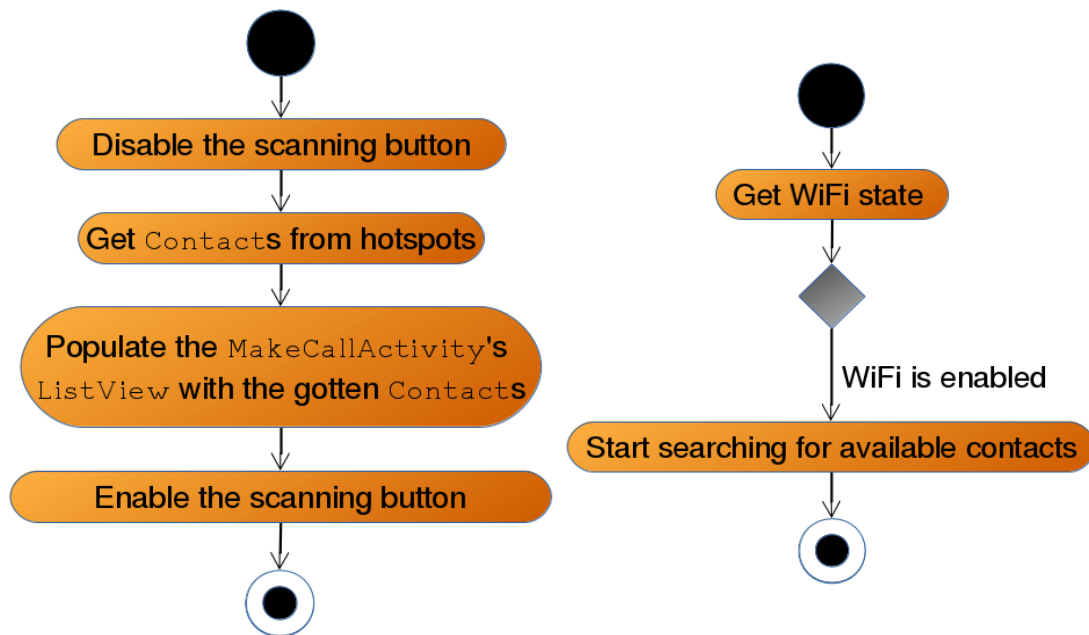 Disable the scanning button
Get Contacts from hotspots
Populate the MakeCallActivity's
ListView with the gotten Contacts
Enable the scanning button
Get WiFi state
WiFi is enabled
Start searching for available contacts